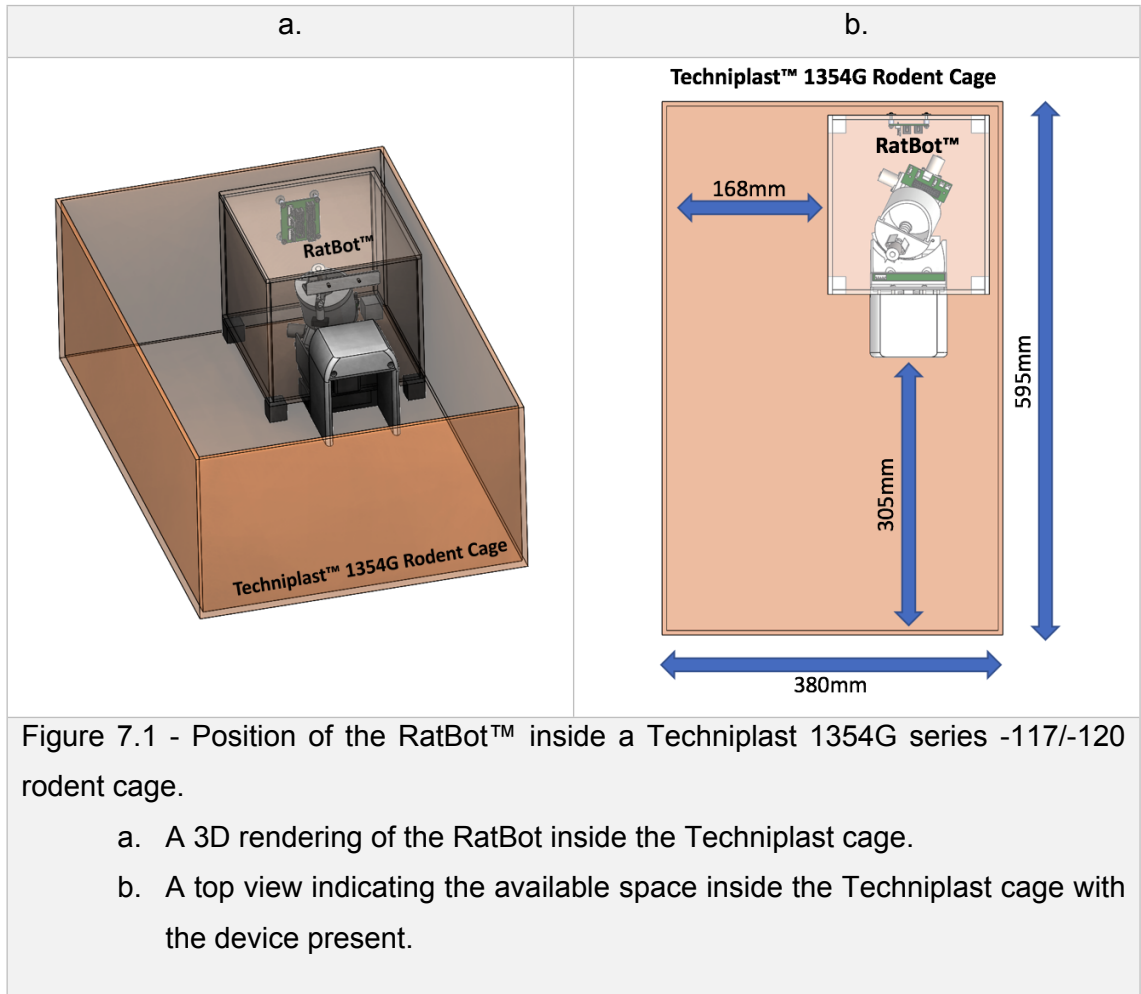 a.
b.
RatBot™
Techniplast™ 1354G Rodent Cage
Techniplast™ 1354G Rodent Cage
RatBot™
168mm
595mm
305mm
380mm
Figure 7.1 - Position of the RatBot™ inside a Techniplast 1354G series -117/-120
rodent cage.
a. A 3D rendering of the RatBot inside the Techniplast cage.
b. A top view indicating the available space inside the Techniplast cage with
the device present.